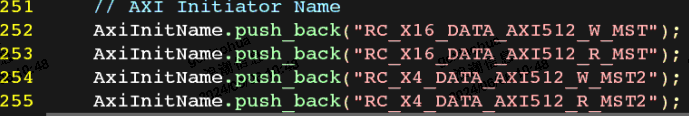 251 // AXI Initiator Name
252 AxiInitName.push_back("RC_X16_DATA_AXI512_W_MST");
253 AxiInitName.push_back("RC_X16_DATA_AXI512_R_MST");
254 AxiInitName.push_back("RC_X4_DATA_AXI512_W_MST2");
255 AxiInitName.push_back("RC_X4_DATA_AXI512_R_MST2");